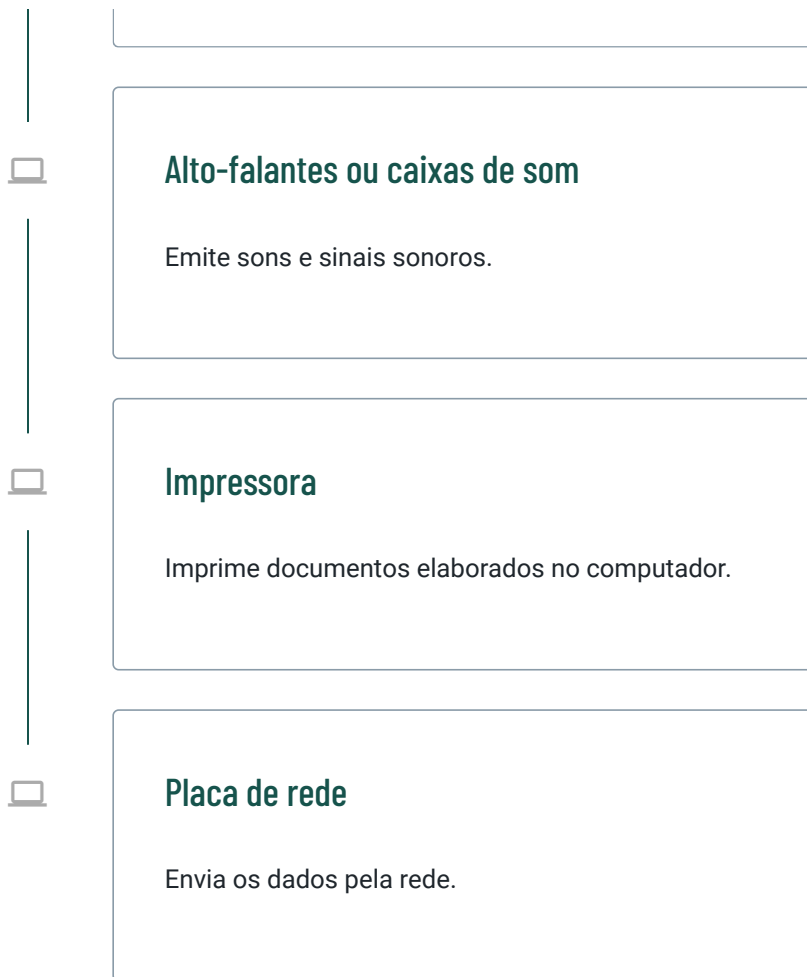 Alto-falantes ou caixas de som
Emite sons e sinais sonoros.
Impressora
Imprime documentos elaborados no computador.
Placa de rede
Envia os dados pela rede.